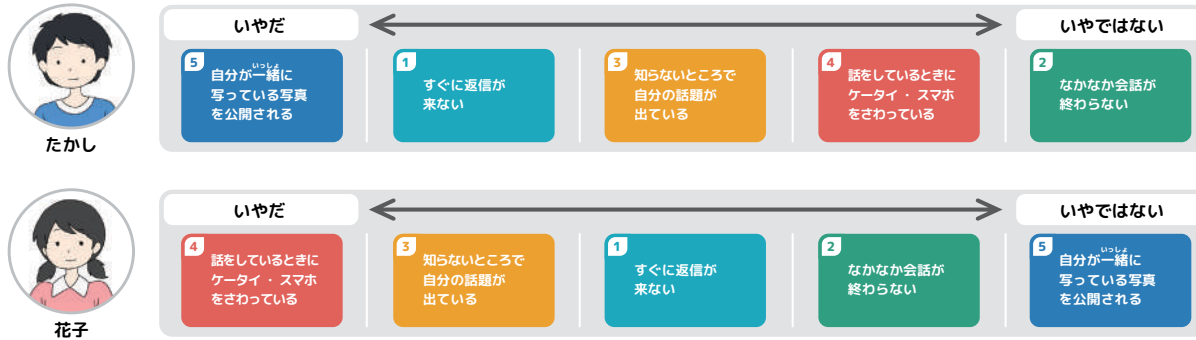 いやだ
いやではない
5
自分が一緒に
いっしょ
写っている写真
を公開される
1
すぐに返信が
来ない
3
知らないところで
自分の話題が
出ている
4
話をしているときに
ケータイ・スマホ
をさわっている
2
なかなか会話が
終わらない
たかし
いやだ
いやではない
4
話をしているときに
ケータイ・スマホ
をさわっている
3
知らないところで
自分の話題が
出ている
1
すぐに返信が
来ない
2
なかなか会話が
終わらない
5
自分が一緒に
いっしょ
写っている写真
を公開される
花子